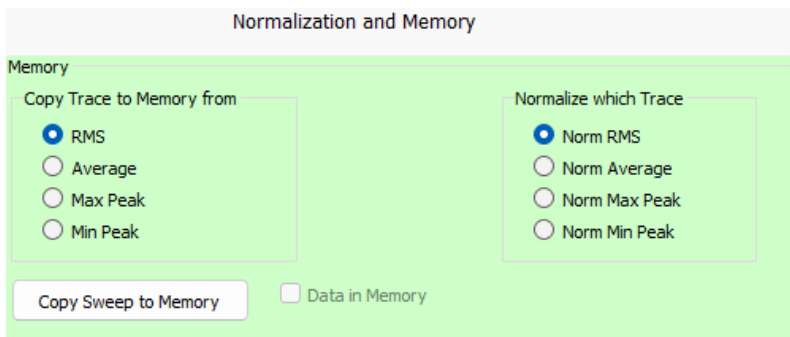 Normalization and Memory
Memory
Copy Trace to Memory from
RMS
Average
Max Peak
Min Peak
Normalize which Trace
Norm RMS
Norm Average
Norm Max Peak
Norm Min Peak
Copy Sweep to Memory
Data in Memory